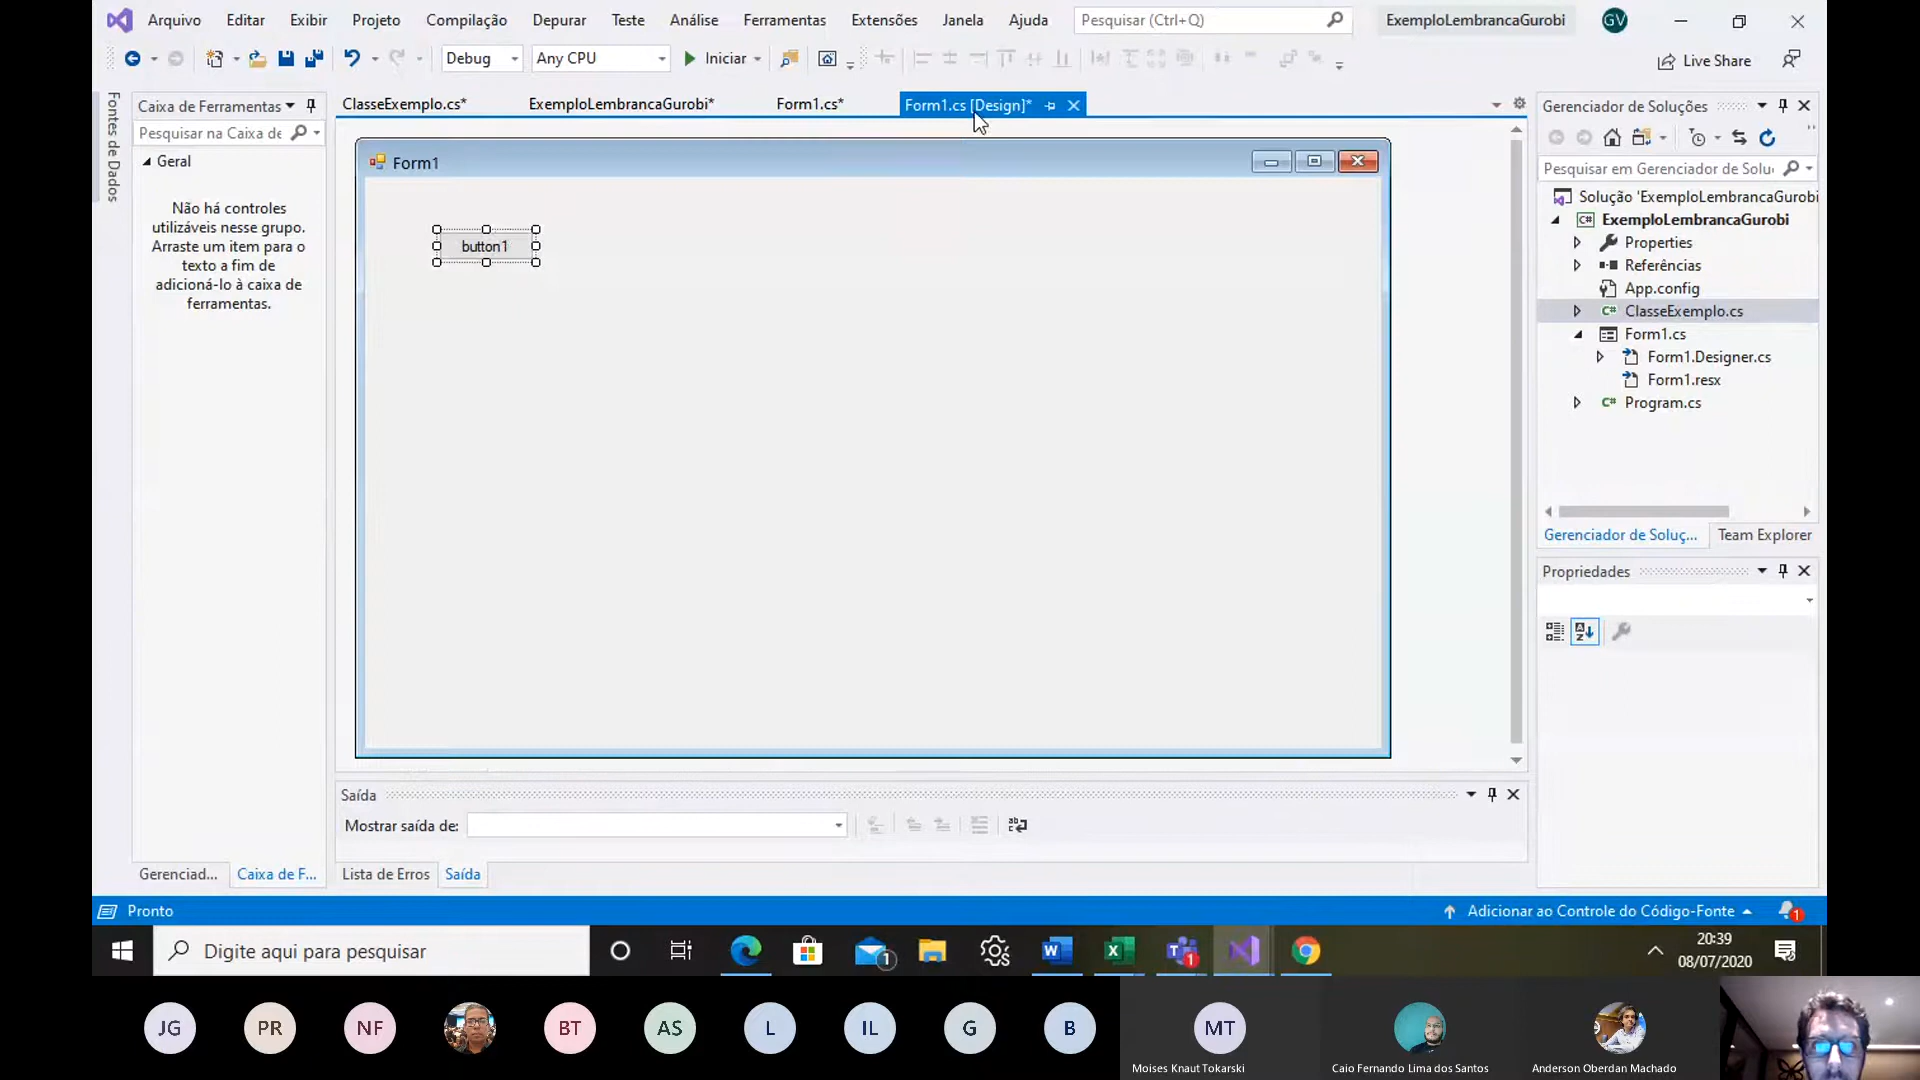 Arquivo Editar Exibir Projeto Compilação Depurar Teste Análise Ferramentas Extensões Janela Ajuda Pesquisar (Ctrl+Q) ExemploLembrancaGurobi GV
Debug Any CPU Iniciar Live Share
Fontes de Dados
Caixa de Ferramentas
Pesquisar na Caixa de
Geral
Não há controles
utilizáveis nesse grupo.
Arraste um item para o
texto a fim de
adicioná-lo à caixa de
ferramentas.
ClasseExemplo.cs* ExemploLembrancaGurobi* Form1.cs* Form1.cs [Design]*
Form1
button1
Gerenciador de Soluções
Pesquisar em Gerenciador de Solu
Solução 'ExemploLembrancaGurobi
ExemploLembrancaGurobi
Properties
Referências
App.config
ClasseExemplo.cs
Form1.cs
Form1.Designer.cs
Form1.resx
Program.cs
Gerenciador de Soluç... Team Explorer
Propriedades
Saída
Mostrar saída de:
Gerenciad... Caixa de F... Lista de Erros Saída
Pronto Adicionar ao Controle do Código-Fonte 1
Digite aqui para pesquisar 1 1 20:39
08/07/2020
JG PR NF BT AS L IL G B MT
Moises Knaut Tokarski Caio Fernando Lima dos Santos Anderson Oberdan Machado